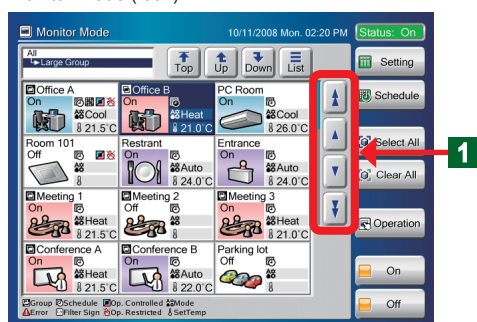 Monitor Mode 10/11/2008 Mon. 02:20 PM Status: On
All
Large Group
Top Up Down List
Setting
Schedule
Select All
Clear All
Operation
On
Off
1
Office A
On
Cool
21.5°C
Office B
On
Heat
21.0°C
PC Room
On
Cool
26.0°C
Room 101
Off
Restrant
On
Auto
24.0°C
Entrance
On
Auto
24.0°C
Meeting 1
On
Heat
21.5°C
Meeting 2
Off
Meeting 3
On
Heat
21.0°C
Conference A
On
Heat
21.5°C
Conference B
On
Auto
22.0°C
Parking lot
Off
Group Schedule Op. Controlled Mode
Error Filter Sign Op. Restricted SetTemp